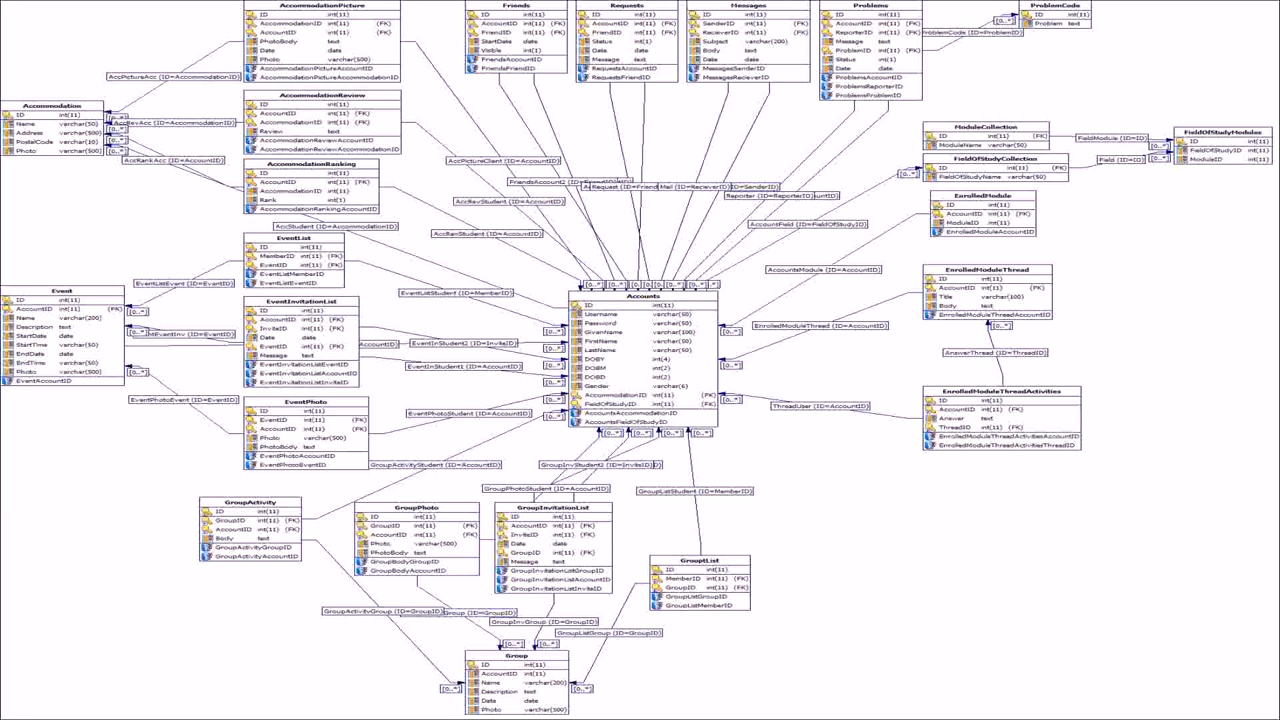 AccommodationPicture
ID int(11)
AccommodationID int(11) (FK)
AccountID int(11) (FK)
PhotoBody text
Date date
Photo varchar(500)
AccommodationPictureAccountID
AccommodationPictureAccommodationID
Friends
ID int(11)
AccountID int(11) (FK)
FriendID int(11) (FK)
StartDate date
Visible int(1)
FriendsAccountID
FriendsFriendID
Requests
ID int(11)
AccountID int(11) (FK)
FriendID int(11) (FK)
Status int(1)
Date date
Message text
RequestsAccountID
RequestsFriendID
Messages
ID int(11)
SenderID int(11) (FK)
RecieverID int(11) (FK)
Subject varchar(200)
Body text
Date date
MessagesSenderID
MessagesRecieverID
Problems
ID int(11)
AccountID int(11) (FK)
ReporterID int(11) (FK)
Message text
ProblemID int(11) (FK)
Status int(1)
Date date
ProblemsAccountID
ProblemsReporterID
ProblemsProblemID
ProblemCode
ID int(11)
Problem text
[0..*]
ProblemCode (ID=ProblemID)
AccPictureAcc (ID=AccommodationID)
Accommodation
ID int(11)
Name varchar(50)
Address varchar(500)
PostalCode varchar(10)
Photo varchar(500)
AccRevAcc (ID=AccommodationID)
AccRankAcc (ID=AccountID)
AccommodationReview
ID int(11)
AccountID int(11) (FK)
AccommodationID int(11) (FK)
Review text
AccommodationReviewAccountID
AccommodationReviewAccommodationID
AccommodationRanking
ID int(11)
AccountID int(11) (FK)
AccommodationID int(11)
Rank int(1)
AccommodationRankingAccountID
AccStudent (ID=AccommodationID)
AccPictureClient (ID=AccountID)
AccRevStudent (ID=AccountID)
AccRanStudent (ID=AccountID)
Reporter (ID=ReporterID)
AccountsField (ID=FieldOfStudyID)
AccountsModule (ID=AccountID)
ModuleCollection
ID int(11)
ModuleName varchar(50)
FieldModule (ID=ID)
FieldOfStudyCollection
ID int(11)
FieldOfStudyName varchar(50)
Field (ID=ID)
FieldOfStudyModules
ID int(11)
FieldOfStudyID int(11)
ModuleID int(11)
EnrolledModule
ID int(11)
AccountID int(11) (FK)
ModuleID int(11)
EnrolledModuleAccountID
EventList
ID int(11)
MemberID int(11) (FK)
EventID int(11) (FK)
EventListMemberID
EventListEventID
EventListEvent (ID=EventID)
EventListStudent (ID=MemberID)
Event
ID int(11)
AccountID int(11) (FK)
Name varchar(200)
Description text
StartDate date
StartTime varchar(50)
EndDate date
EndTime varchar(50)
Photo varchar(500)
EventAccountID
EventPhotoEvent (ID=EventID)
EventInvitationList
ID int(11)
AccountID int(11) (FK)
InviteID int(11) (FK)
Date date
EventID int(11) (FK)
Message text
EventInvitationListEventID
EventInvitationListAccountID
EventInvitationListInviteID
EventInStudent2 (ID=InviteID)
EventInStudent1 (ID=AccountID)
EventPhoto
ID int(11)
EventID int(11) (FK)
AccountID int(11) (FK)
Photo varchar(500)
PhotoBody text
EventPhotoAccountID
EventPhotoEventID
EventPhotoStudent (ID=AccountID)
Accounts
ID int(11)
Username varchar(50)
Password varchar(50)
GivenName varchar(100)
FirstName varchar(50)
LastName varchar(50)
DOBY int(4)
DOBM int(2)
DOBD int(2)
Gender varchar(6)
AccommodationID int(11) (FK)
FieldOfStudyID int(11) (FK)
AccountsAccommodationID
AccountsFieldOfStudyID
EnrolledModuleThread
ID int(11)
AccountID int(11) (FK)
Title varchar(100)
Body text
EnrolledModuleThreadAccountID
EnrolledModuleThread (ID=AccountID)
[0..*]
AnswerThread (ID=ThreadID)
EnrolledModuleThreadActivities
ID int(11)
AccountID int(11) (FK)
Answer text
ThreadID int(11) (FK)
EnrolledModuleThreadActivitiesAccountID
EnrolledModuleThreadActivitiesThreadID
ThreadUser (ID=AccountID)
[0..*] [0..*] [0..*] [0..*]
GroupActivityStudent (ID=AccountID)
GroupInvStudent2 (ID=InviteID)
GroupPhotoStudent (ID=AccountID)
GroupListStudent (ID=MemberID)
GroupActivity
ID int(11)
GroupID int(11) (FK)
AccountID int(11) (FK)
Body text
GroupActivityGroupID
GroupActivityAccountID
GroupPhoto
ID int(11)
GroupID int(11) (FK)
AccountID int(11) (FK)
Photo varchar(500)
PhotoBody text
GroupBodyGroupID
GroupBodyAccountID
GroupInvitationList
ID int(11)
AccountID int(11) (FK)
InviteID int(11) (FK)
Date date
GroupID int(11) (FK)
Message text
GroupInvitationListGroupID
GroupInvitationListAccountID
GroupInvitationListInviteID
GrouptList
ID int(11)
MemberID int(11) (FK)
GroupID int(11) (FK)
GroupListGroupID
GroupListMemberID
GroupActivityGroup (ID=GroupID)
GroupInvGroup (ID=GroupID)
GroupListGroup (ID=GroupID)
[0..*] [0..*]
Group
ID int(11)
AccountID int(11)
Name varchar(200)
Description text
Date date
Photo varchar(500)
[0..*] [0..*]